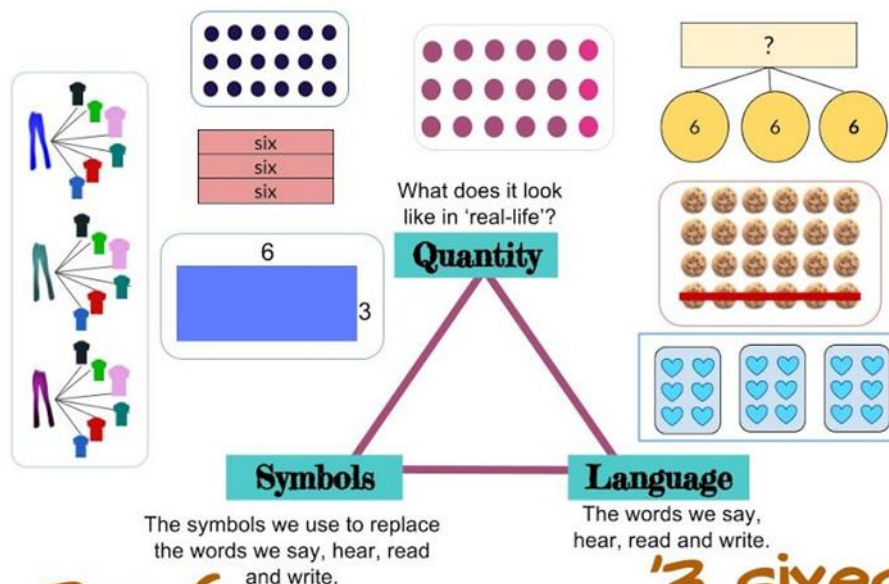 ?
6 6 6
six
six
six
6
3
What does it look
like in 'real-life'?
Quantity
Symbols
The symbols we use to replace
the words we say, hear, read
and write.
Language
The words we say,
hear, read and write.
'3 sixes